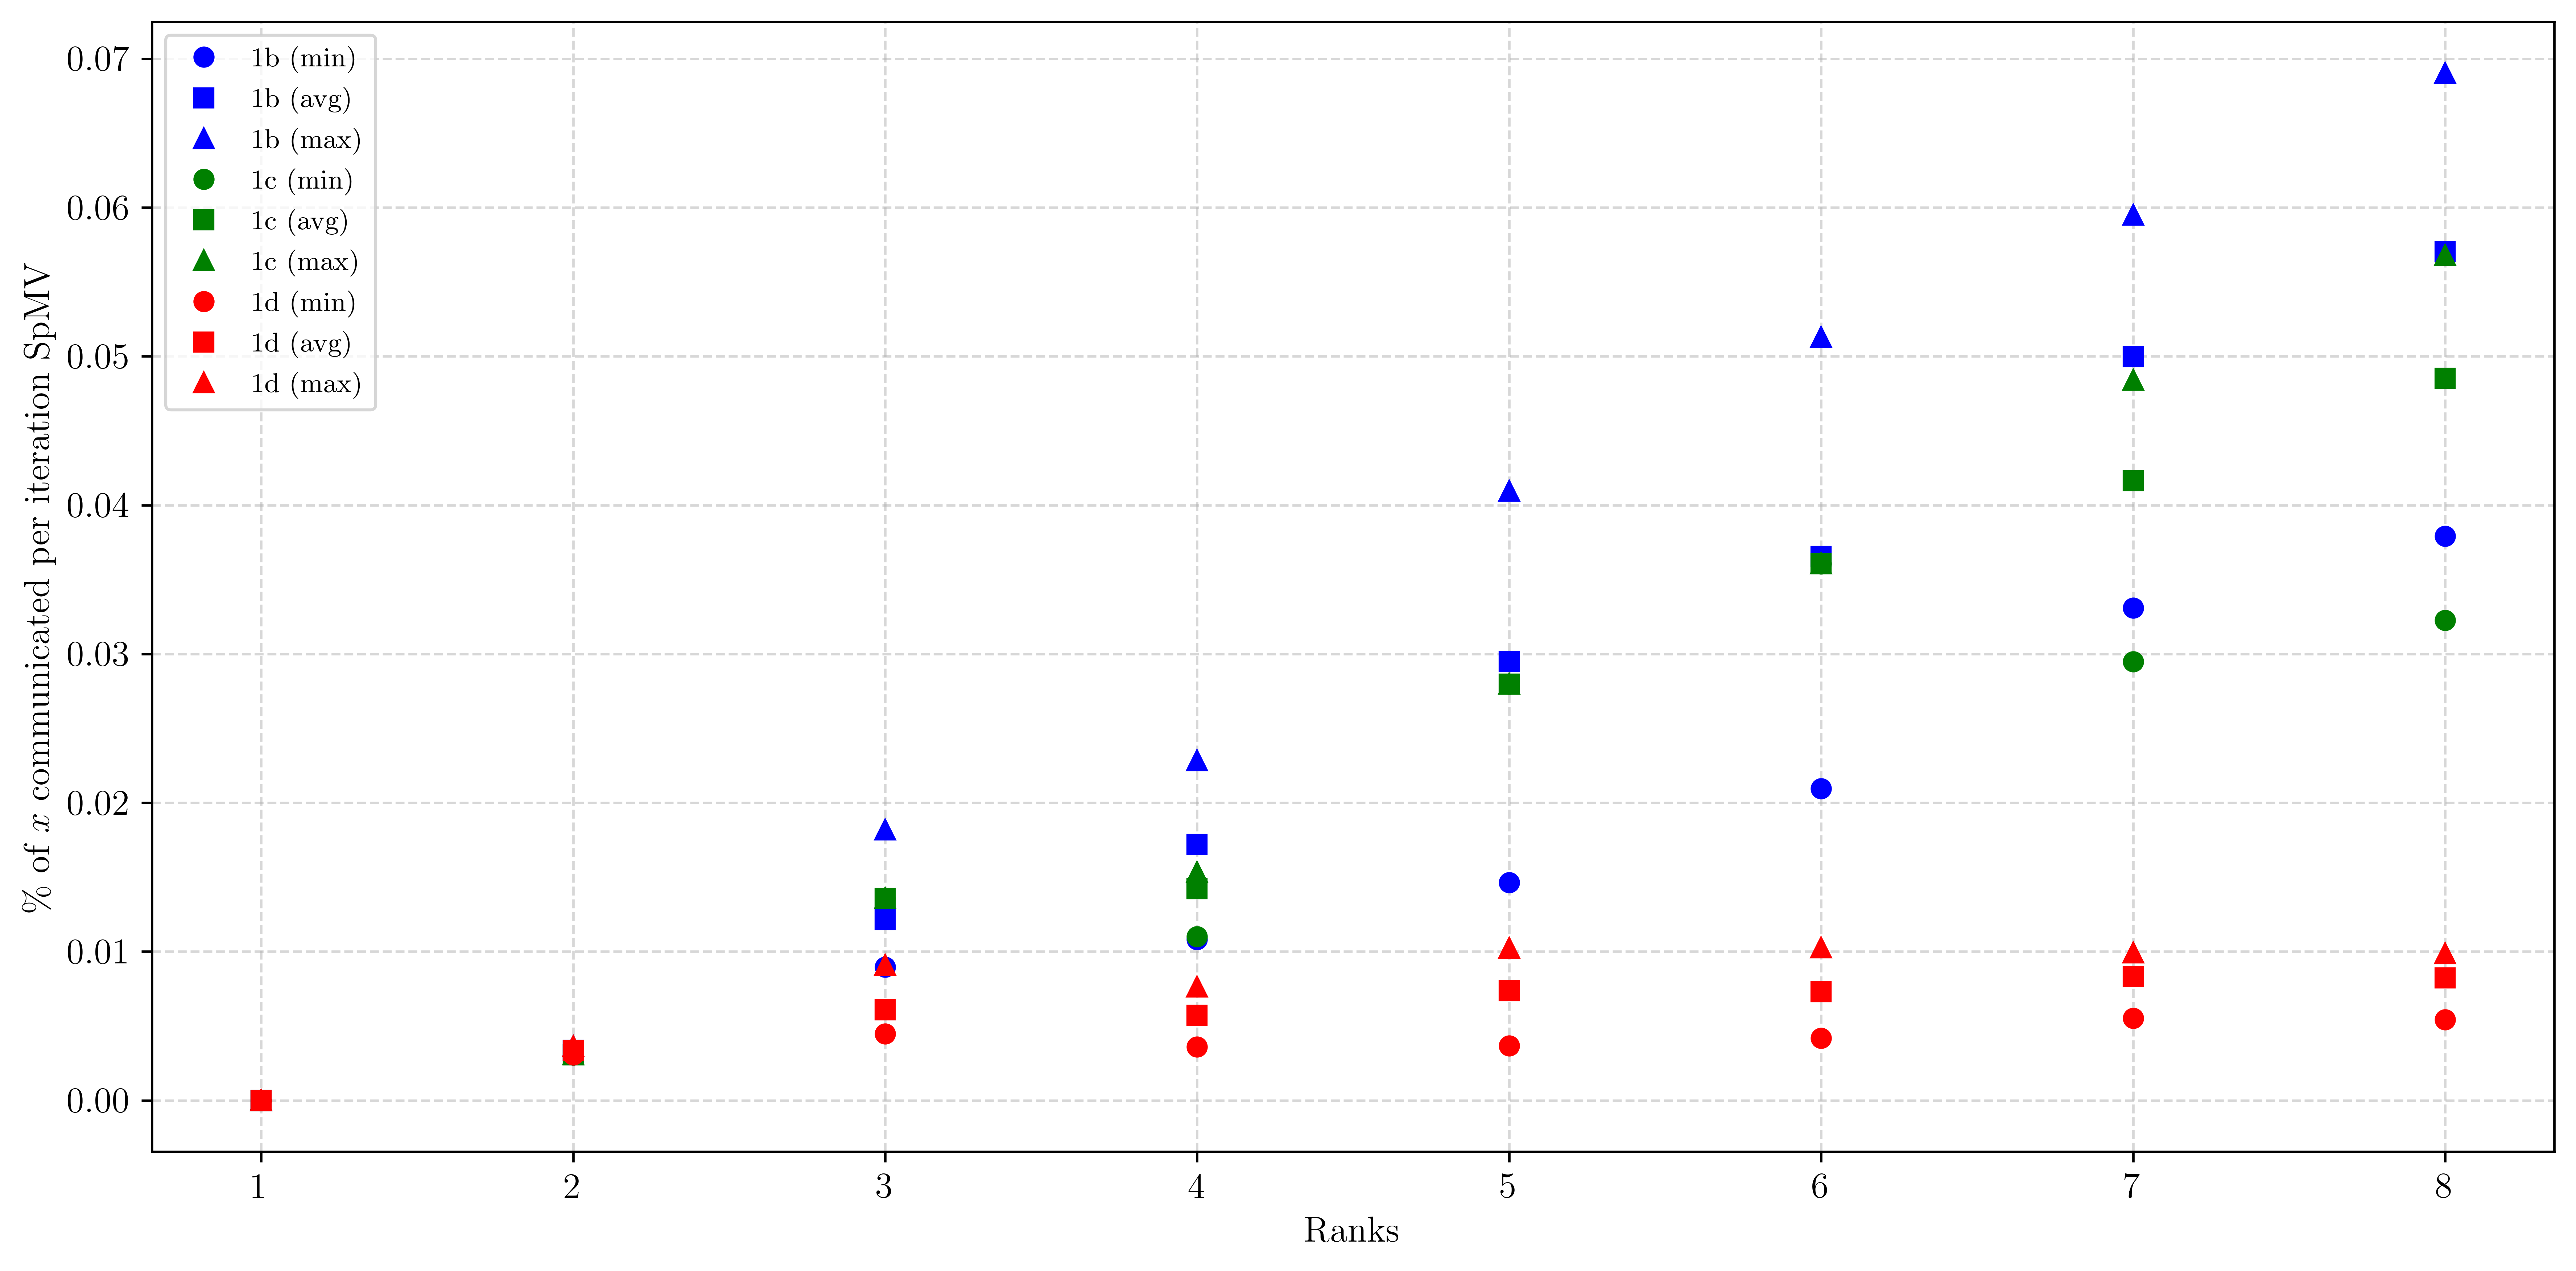 0.07
0.06
0.05
0.04
0.03
0.02
0.01
0.00
% of x communicated per iteration SpMV
1b (min)
1b (avg)
1b (max)
1c (min)
1c (avg)
1c (max)
1d (min)
1d (avg)
1d (max)
1 2 3 4 5 6 7 8
Ranks